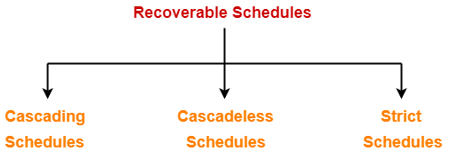 Recoverable Schedules
Cascading
Schedules
Cascadeless
Schedules
Strict
Schedules